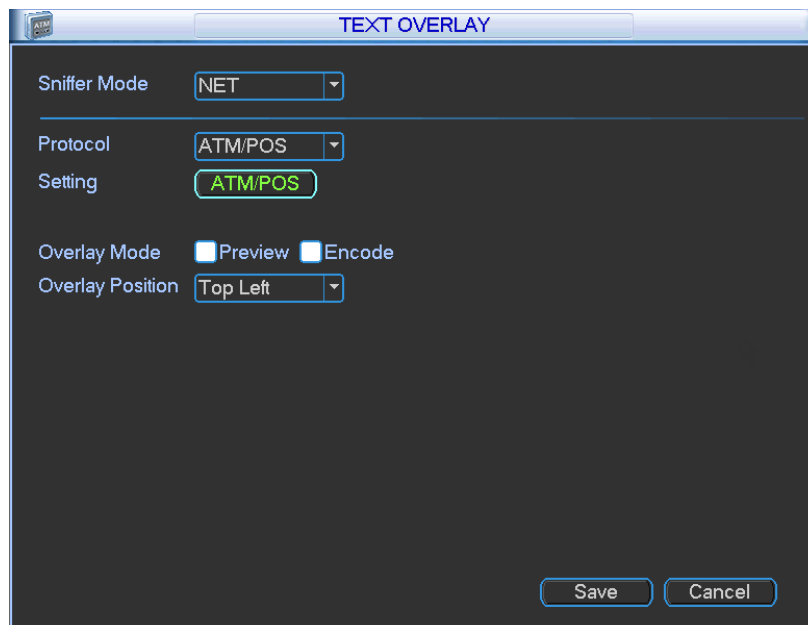 ATM
TEXT OVERLAY
Sniffer Mode NET
Protocol ATM/POS
Setting ATM/POS
Overlay Mode Preview Encode
Overlay Position Top Left
Save Cancel